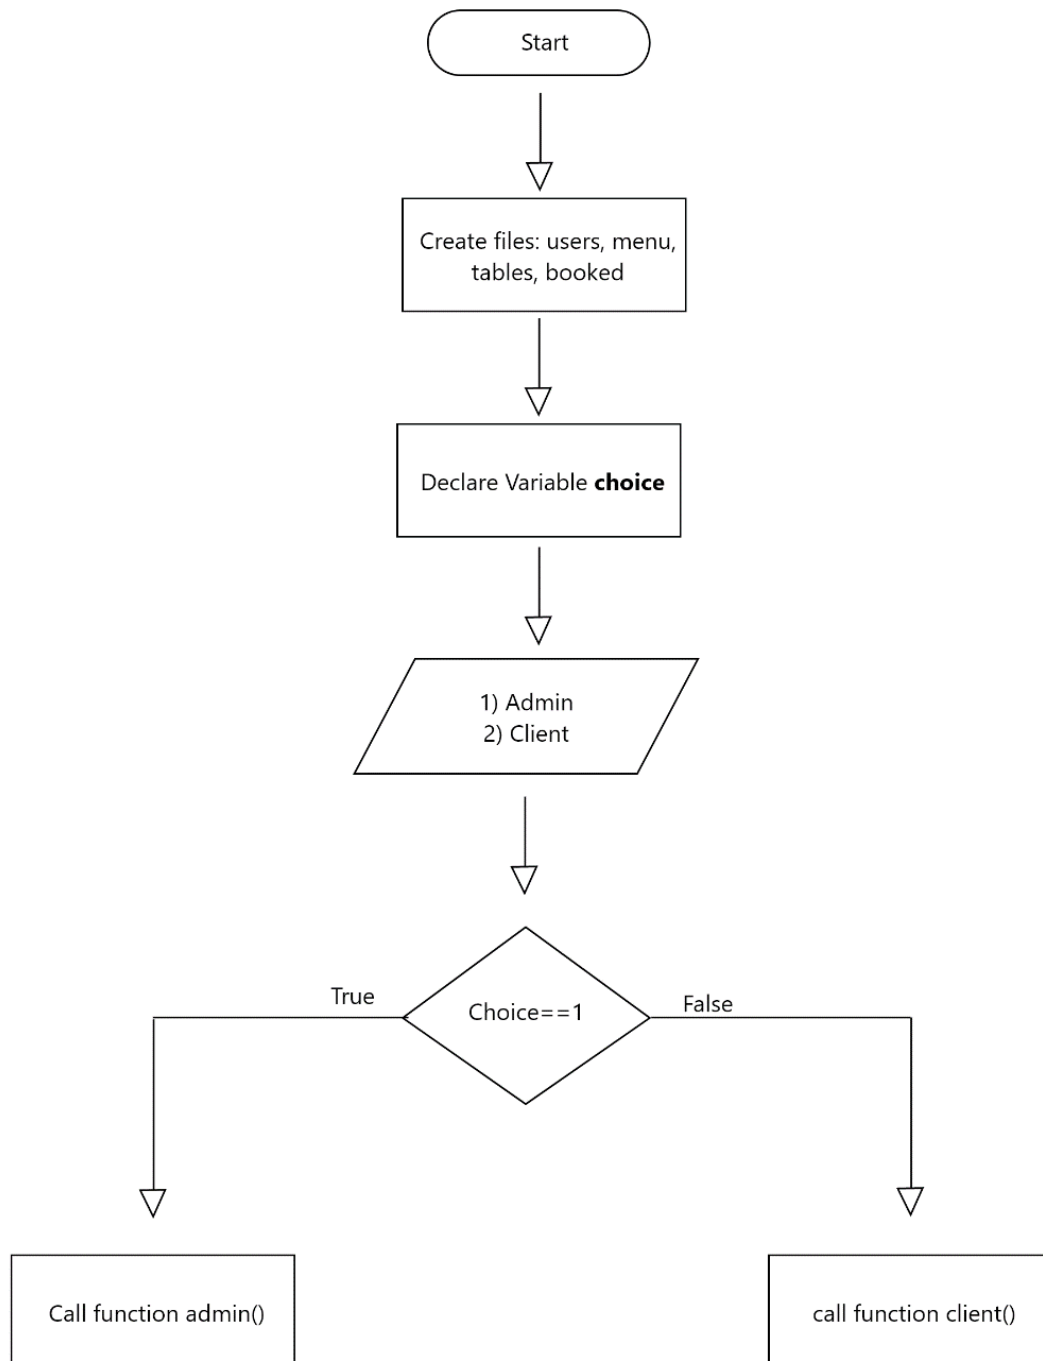 Start
Create files: users, menu,
tables, booked
Declare Variable choice
1) Admin
2) Client
Choice==1
True
False
Call function admin()
call function client()